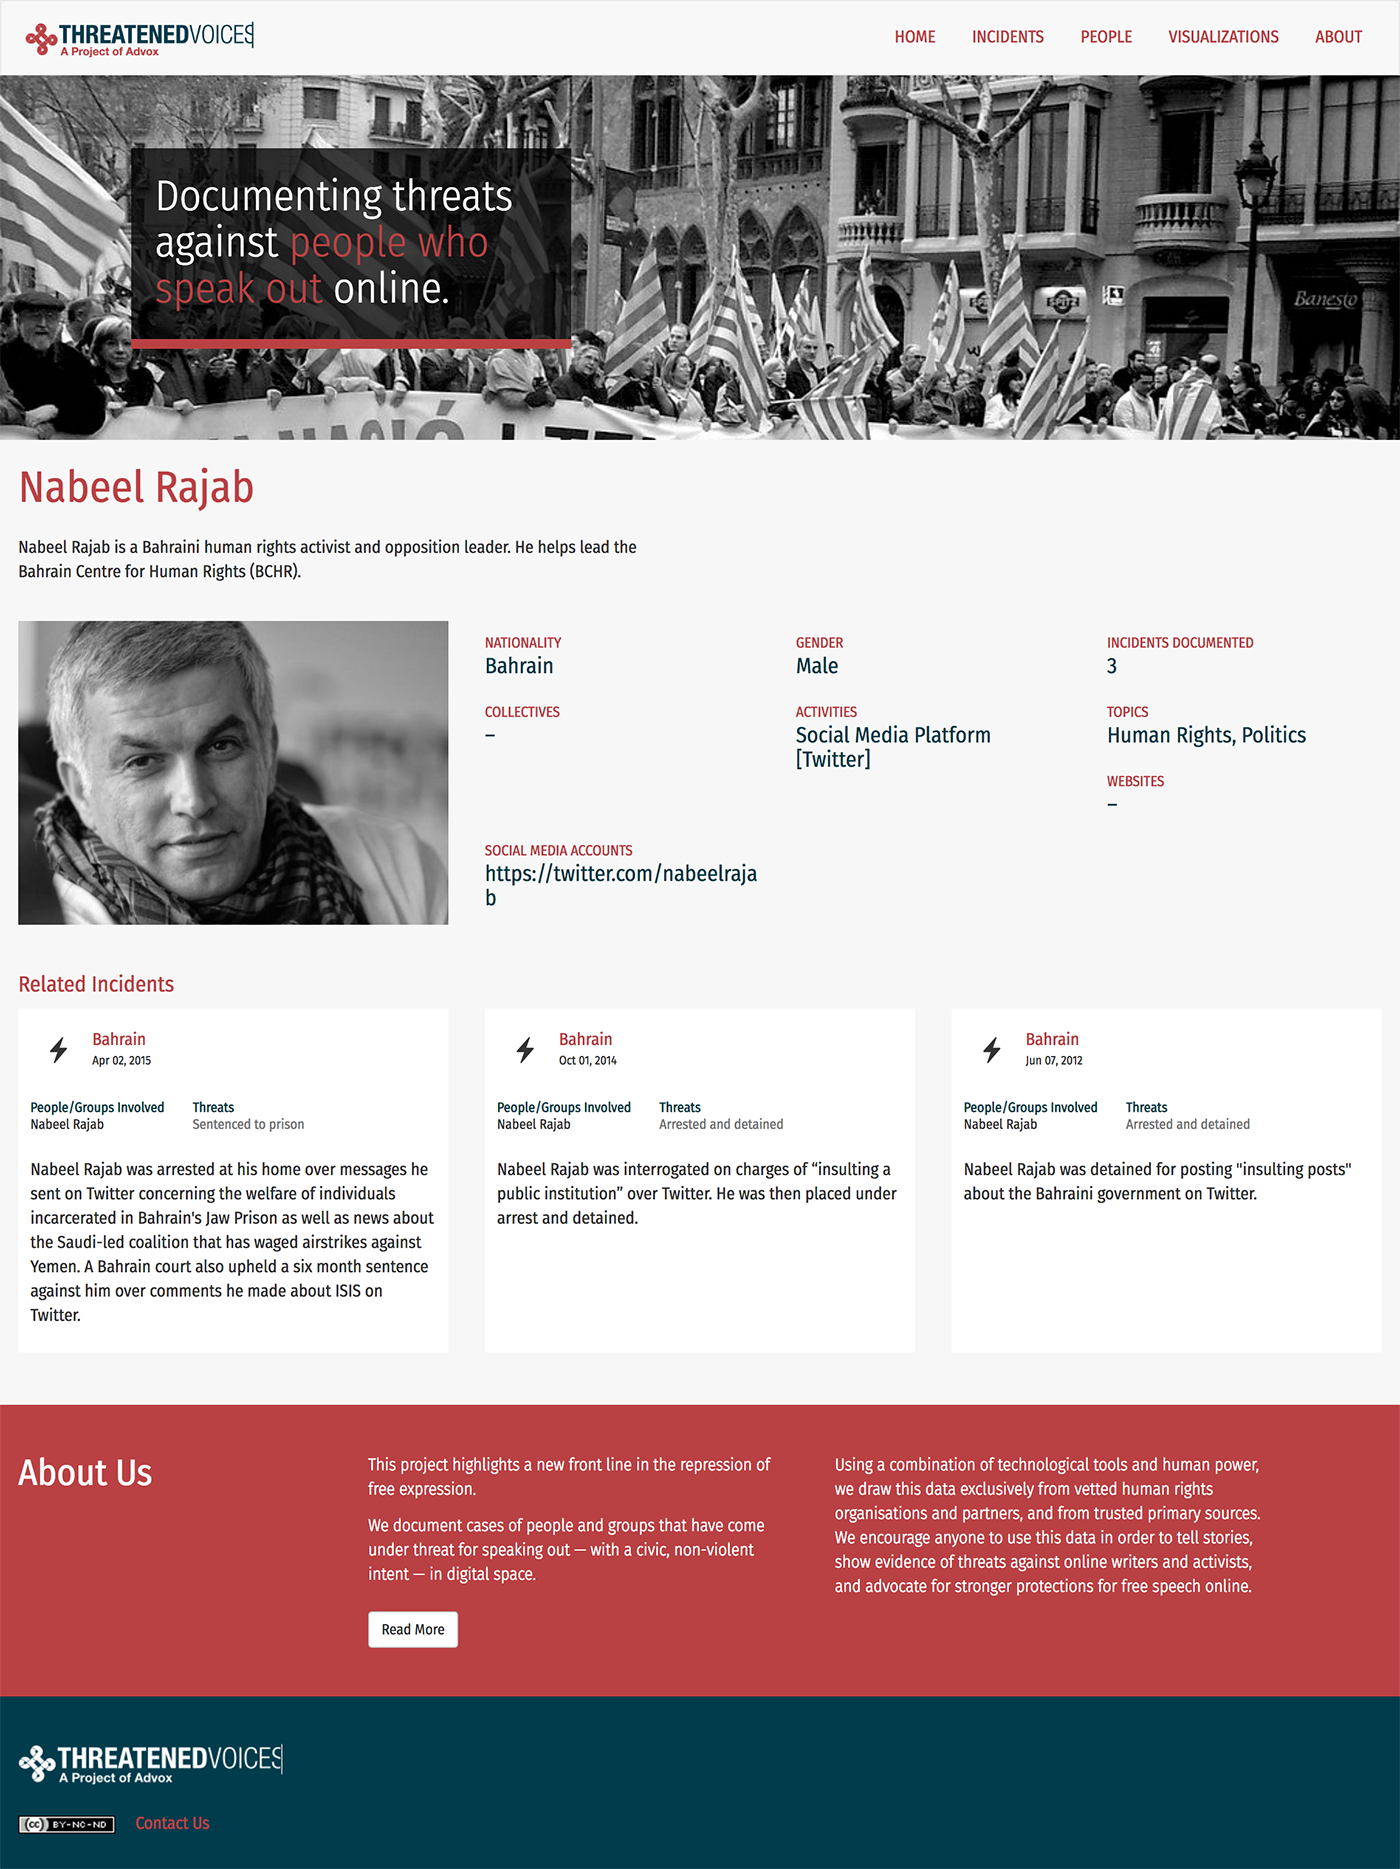 THREATENEDVOICES
A Project of Advox
HOME INCIDENTS PEOPLE VISUALIZATIONS ABOUT
Documenting threats
against people who
speak out online.
SPITZ
Banesto
Nabeel Rajab
Nabeel Rajab is a Bahraini human rights activist and opposition leader. He helps lead the
Bahrain Centre for Human Rights (BCHR).
NATIONALITY
Bahrain
GENDER
Male
INCIDENTS DOCUMENTED
3
COLLECTIVES
–
ACTIVITIES
Social Media Platform
[Twitter]
TOPICS
Human Rights, Politics
WEBSITES
–
SOCIAL MEDIA ACCOUNTS
https://twitter.com/nabeelraja
b
Related Incidents
Bahrain
Apr 02, 2015
People/Groups Involved
Nabeel Rajab
Threats
Sentenced to prison
Nabeel Rajab was arrested at his home over messages he
sent on Twitter concerning the welfare of individuals
incarcerated in Bahrain's Jaw Prison as well as news about
the Saudi-led coalition that has waged airstrikes against
Yemen. A Bahrain court also upheld a six month sentence
against him over comments he made about ISIS on
Twitter.
Bahrain
Oct 01, 2014
People/Groups Involved
Nabeel Rajab
Threats
Arrested and detained
Nabeel Rajab was interrogated on charges of “insulting a
public institution” over Twitter. He was then placed under
arrest and detained.
Bahrain
Jun 07, 2012
People/Groups Involved
Nabeel Rajab
Threats
Arrested and detained
Nabeel Rajab was detained for posting "insulting posts"
about the Bahraini government on Twitter.
About Us
This project highlights a new front line in the repression of
free expression.
We document cases of people and groups that have come
under threat for speaking out — with a civic, non-violent
intent — in digital space.
Read More
Using a combination of technological tools and human power,
we draw this data exclusively from vetted human rights
organisations and partners, and from trusted primary sources.
We encourage anyone to use this data in order to tell stories,
show evidence of threats against online writers and activists,
and advocate for stronger protections for free speech online.
THREATENEDVOICES
A Project of Advox
cc BY-NC-ND
Contact Us